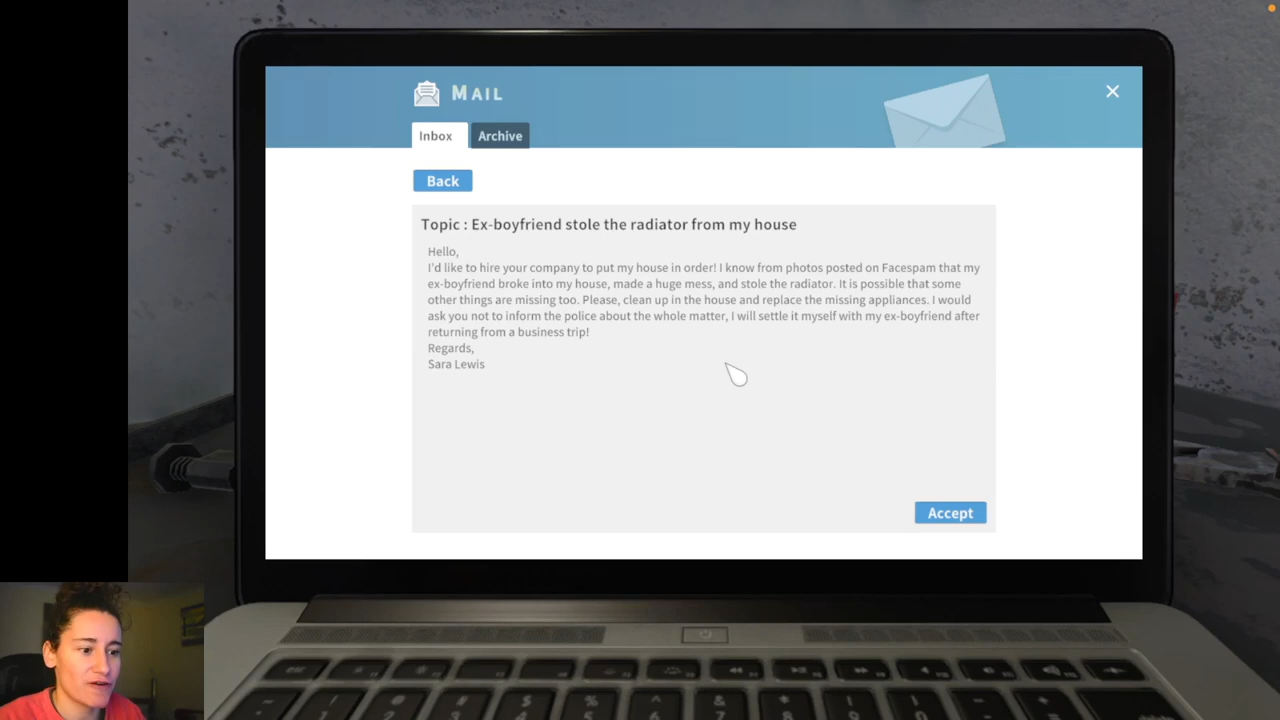 MAIL
Inbox
Archive
Back
Topic : Ex-boyfriend stole the radiator from my house
Hello,
I'd like to hire your company to put my house in order! I know from photos posted on Facespam that my
ex-boyfriend broke into my house, made a huge mess, and stole the radiator. It is possible that some
other things are missing too. Please, clean up in the house and replace the missing appliances. I would
ask you not to inform the police about the whole matter, I will settle it myself with my ex-boyfriend after
returning from a business trip!
Regards,
Sara Lewis
Accept